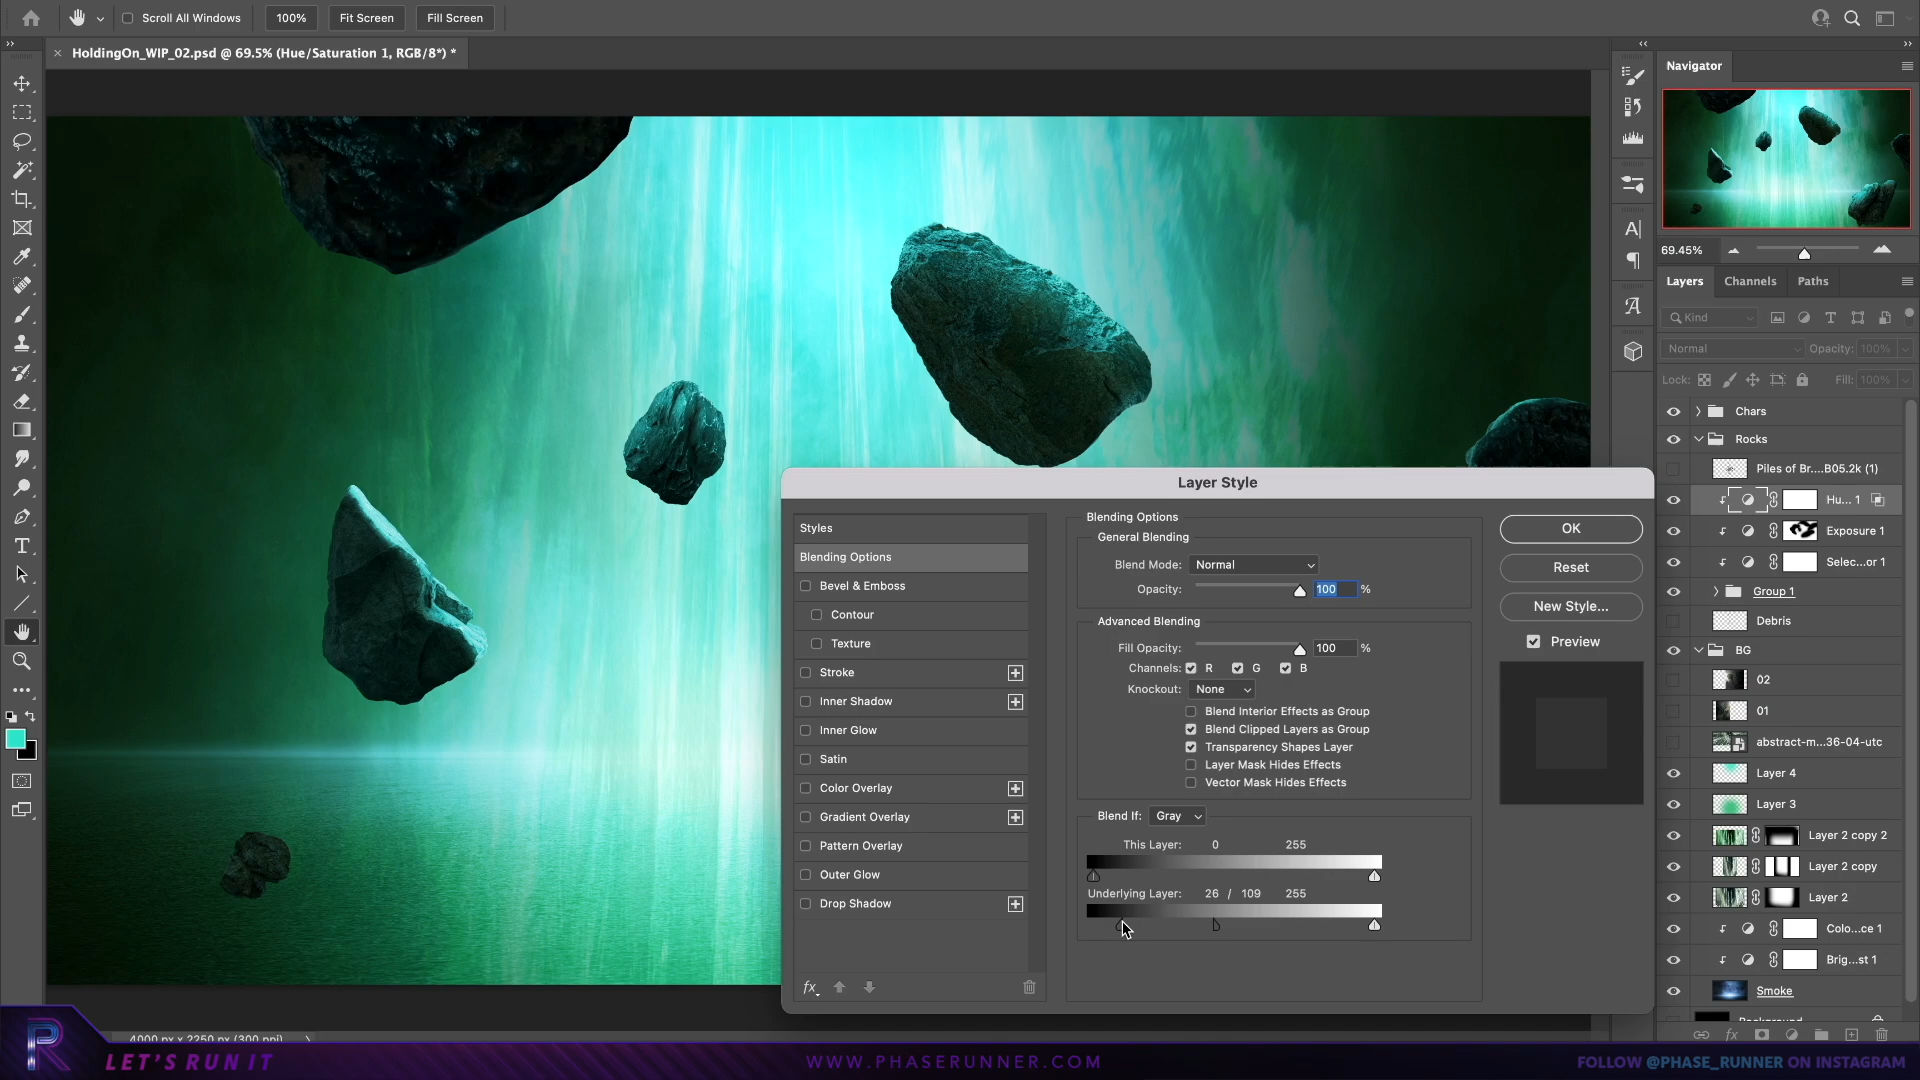 Scroll All Windows
100%
Fit Screen
Fill Screen
HoldingOn_WIP_02.psd @ 69.5% (Hue/Saturation 1, RGB/8*) *
Navigator
69.45%
Layers
Channels
Paths
Kind
Normal
Opacity: 100%
Lock:
Fill: 100%
Chars
Rocks
Piles of Br....B05.2k (1)
Hu... 1
Exposure 1
Selec...or 1
Group 1
Debris
BG
02
01
abstract-m...36-04-utc
Layer 4
Layer 3
Layer 2 copy 2
Layer 2 copy
Layer 2
Colo...ce 1
Brig...st 1
Smoke
Layer Style
Styles
Blending Options
Bevel & Emboss
Contour
Texture
Stroke
Inner Shadow
Inner Glow
Satin
Color Overlay
Gradient Overlay
Pattern Overlay
Outer Glow
Drop Shadow
fx
Blending Options
General Blending
Blend Mode: Normal
Opacity: 100 %
Advanced Blending
Fill Opacity: 100 %
Channels: R G B
Knockout: None
Blend Interior Effects as Group
Blend Clipped Layers as Group
Transparency Shapes Layer
Layer Mask Hides Effects
Vector Mask Hides Effects
Blend If: Gray
This Layer: 0 255
Underlying Layer: 26 / 109 255
OK
Reset
New Style...
Preview
fx
4000 px x 2250 px (300 ppi)
LET'S RUN IT
WWW.PHASERUNNER.COM
FOLLOW @PHASE_RUNNER ON INSTAGRAM